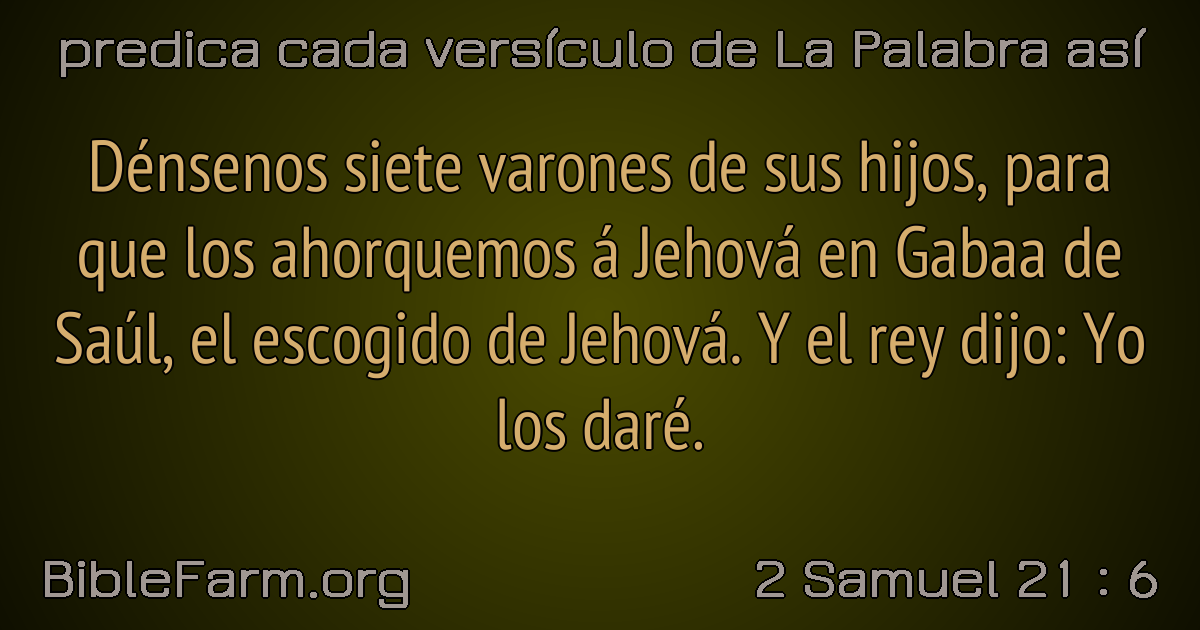 predica cada versículo de La Palabra así
Dénsenos siete varones de sus hijos, para
que los ahorquemos á Jehová en Gabaa de
Saúl, el escogido de Jehová. Y el rey dijo: Yo
los daré.
BibleFarm.org
2 Samuel 21 : 6